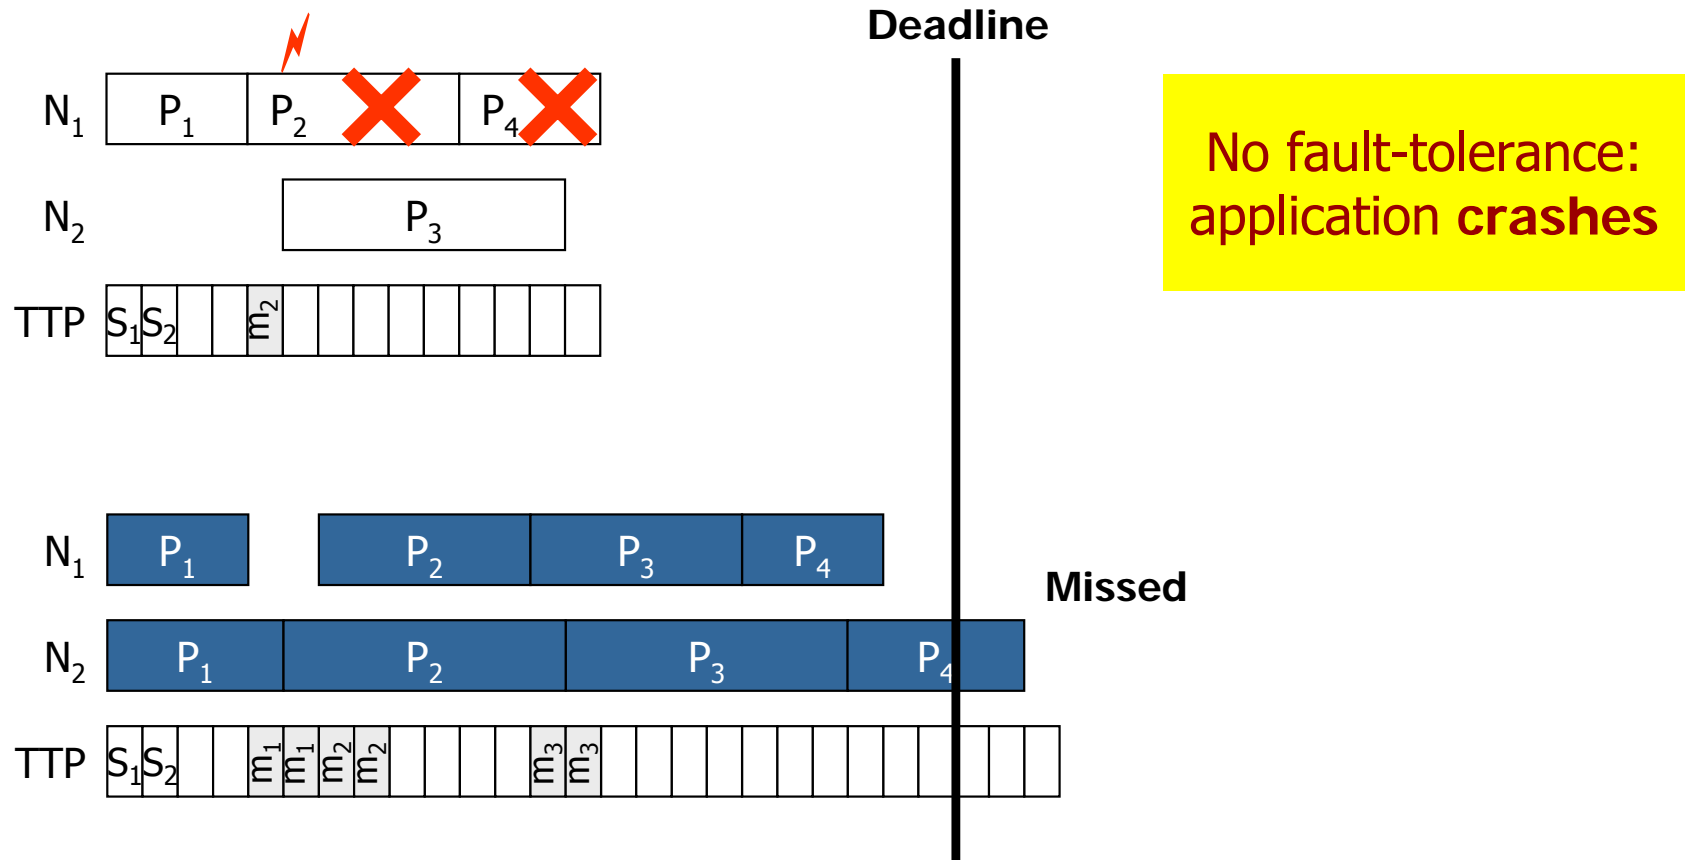 Deadline
N₁ P₁ P₂ P₄
No fault-tolerance:
application crashes
N₂ P₃
TTP S₁ S₂ m₂
N₁ P₁ P₂ P₃ P₄
Missed
N₂ P₁ P₂ P₃ P₄
TTP S₁ S₂ m₁ m₁ m₂ m₂ m₃ m₃